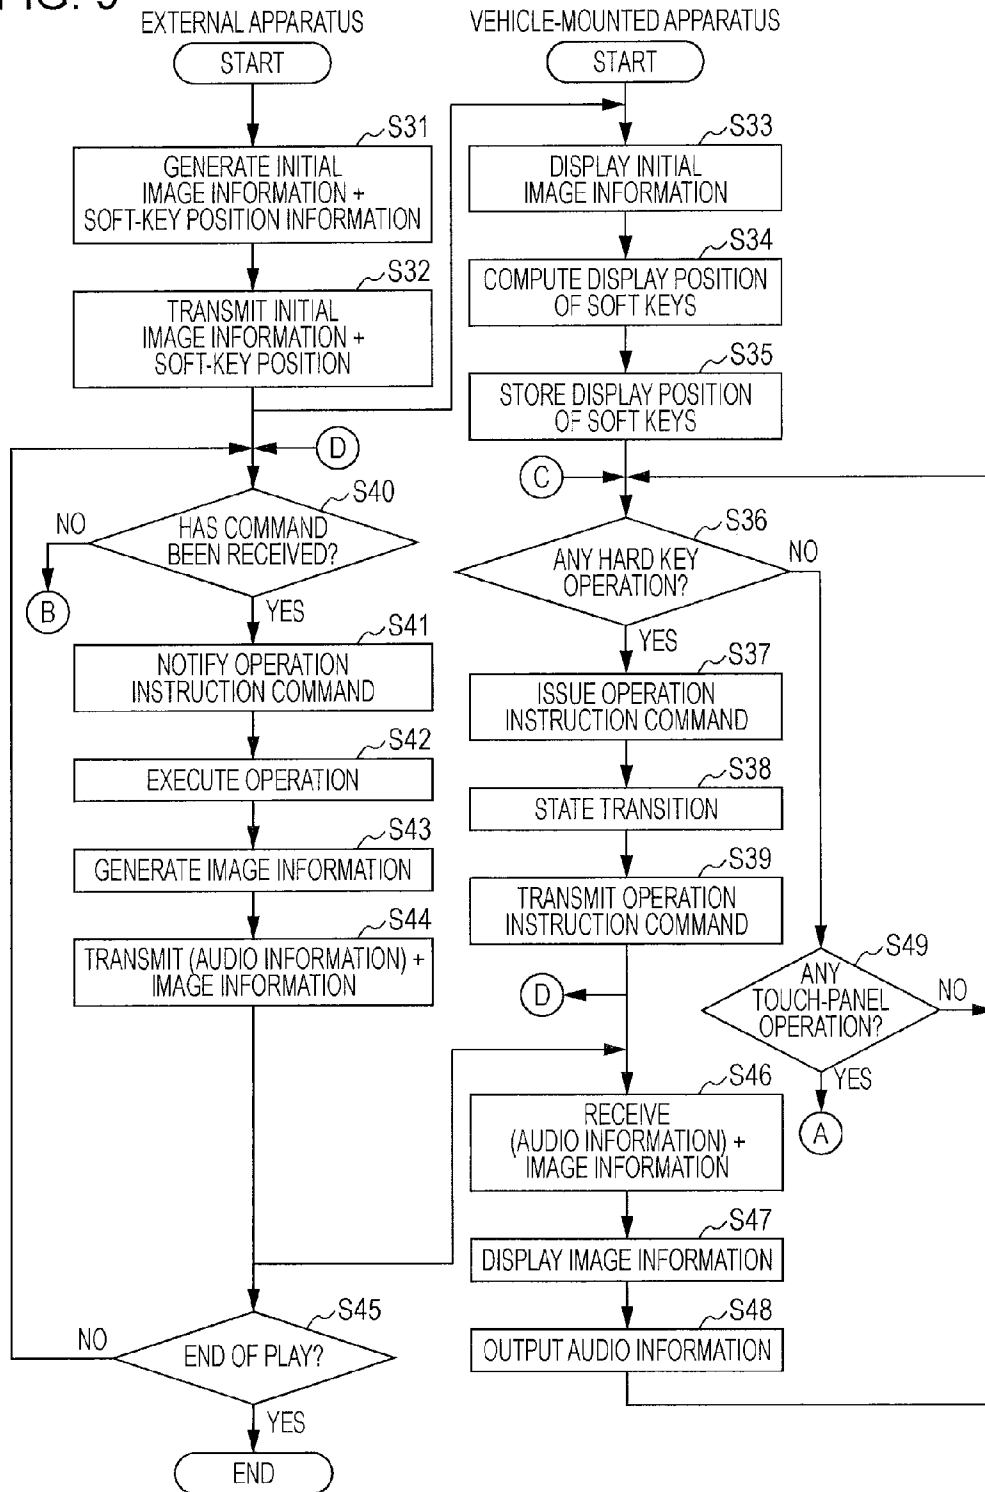 EXTERNAL APPARATUS
START
S31
GENERATE INITIAL
IMAGE INFORMATION +
SOFT-KEY POSITION INFORMATION
S32
TRANSMIT INITIAL
IMAGE INFORMATION +
SOFT-KEY POSITION
D
S40
HAS COMMAND
BEEN RECEIVED?
NO
B
YES
S41
NOTIFY OPERATION
INSTRUCTION COMMAND
S42
EXECUTE OPERATION
S43
GENERATE IMAGE INFORMATION
S44
TRANSMIT (AUDIO INFORMATION) +
IMAGE INFORMATION
S45
END OF PLAY?
NO
YES
END
VEHICLE-MOUNTED APPARATUS
START
S33
DISPLAY INITIAL
IMAGE INFORMATION
S34
COMPUTE DISPLAY POSITION
OF SOFT KEYS
S35
STORE DISPLAY POSITION
OF SOFT KEYS
C
S36
ANY HARD KEY
OPERATION?
NO
YES
S37
ISSUE OPERATION
INSTRUCTION COMMAND
S38
STATE TRANSITION
S39
TRANSMIT OPERATION
INSTRUCTION COMMAND
D
S49
ANY
TOUCH-PANEL
OPERATION?
NO
YES
A
S46
RECEIVE
(AUDIO INFORMATION) +
IMAGE INFORMATION
S47
DISPLAY IMAGE INFORMATION
S48
OUTPUT AUDIO INFORMATION